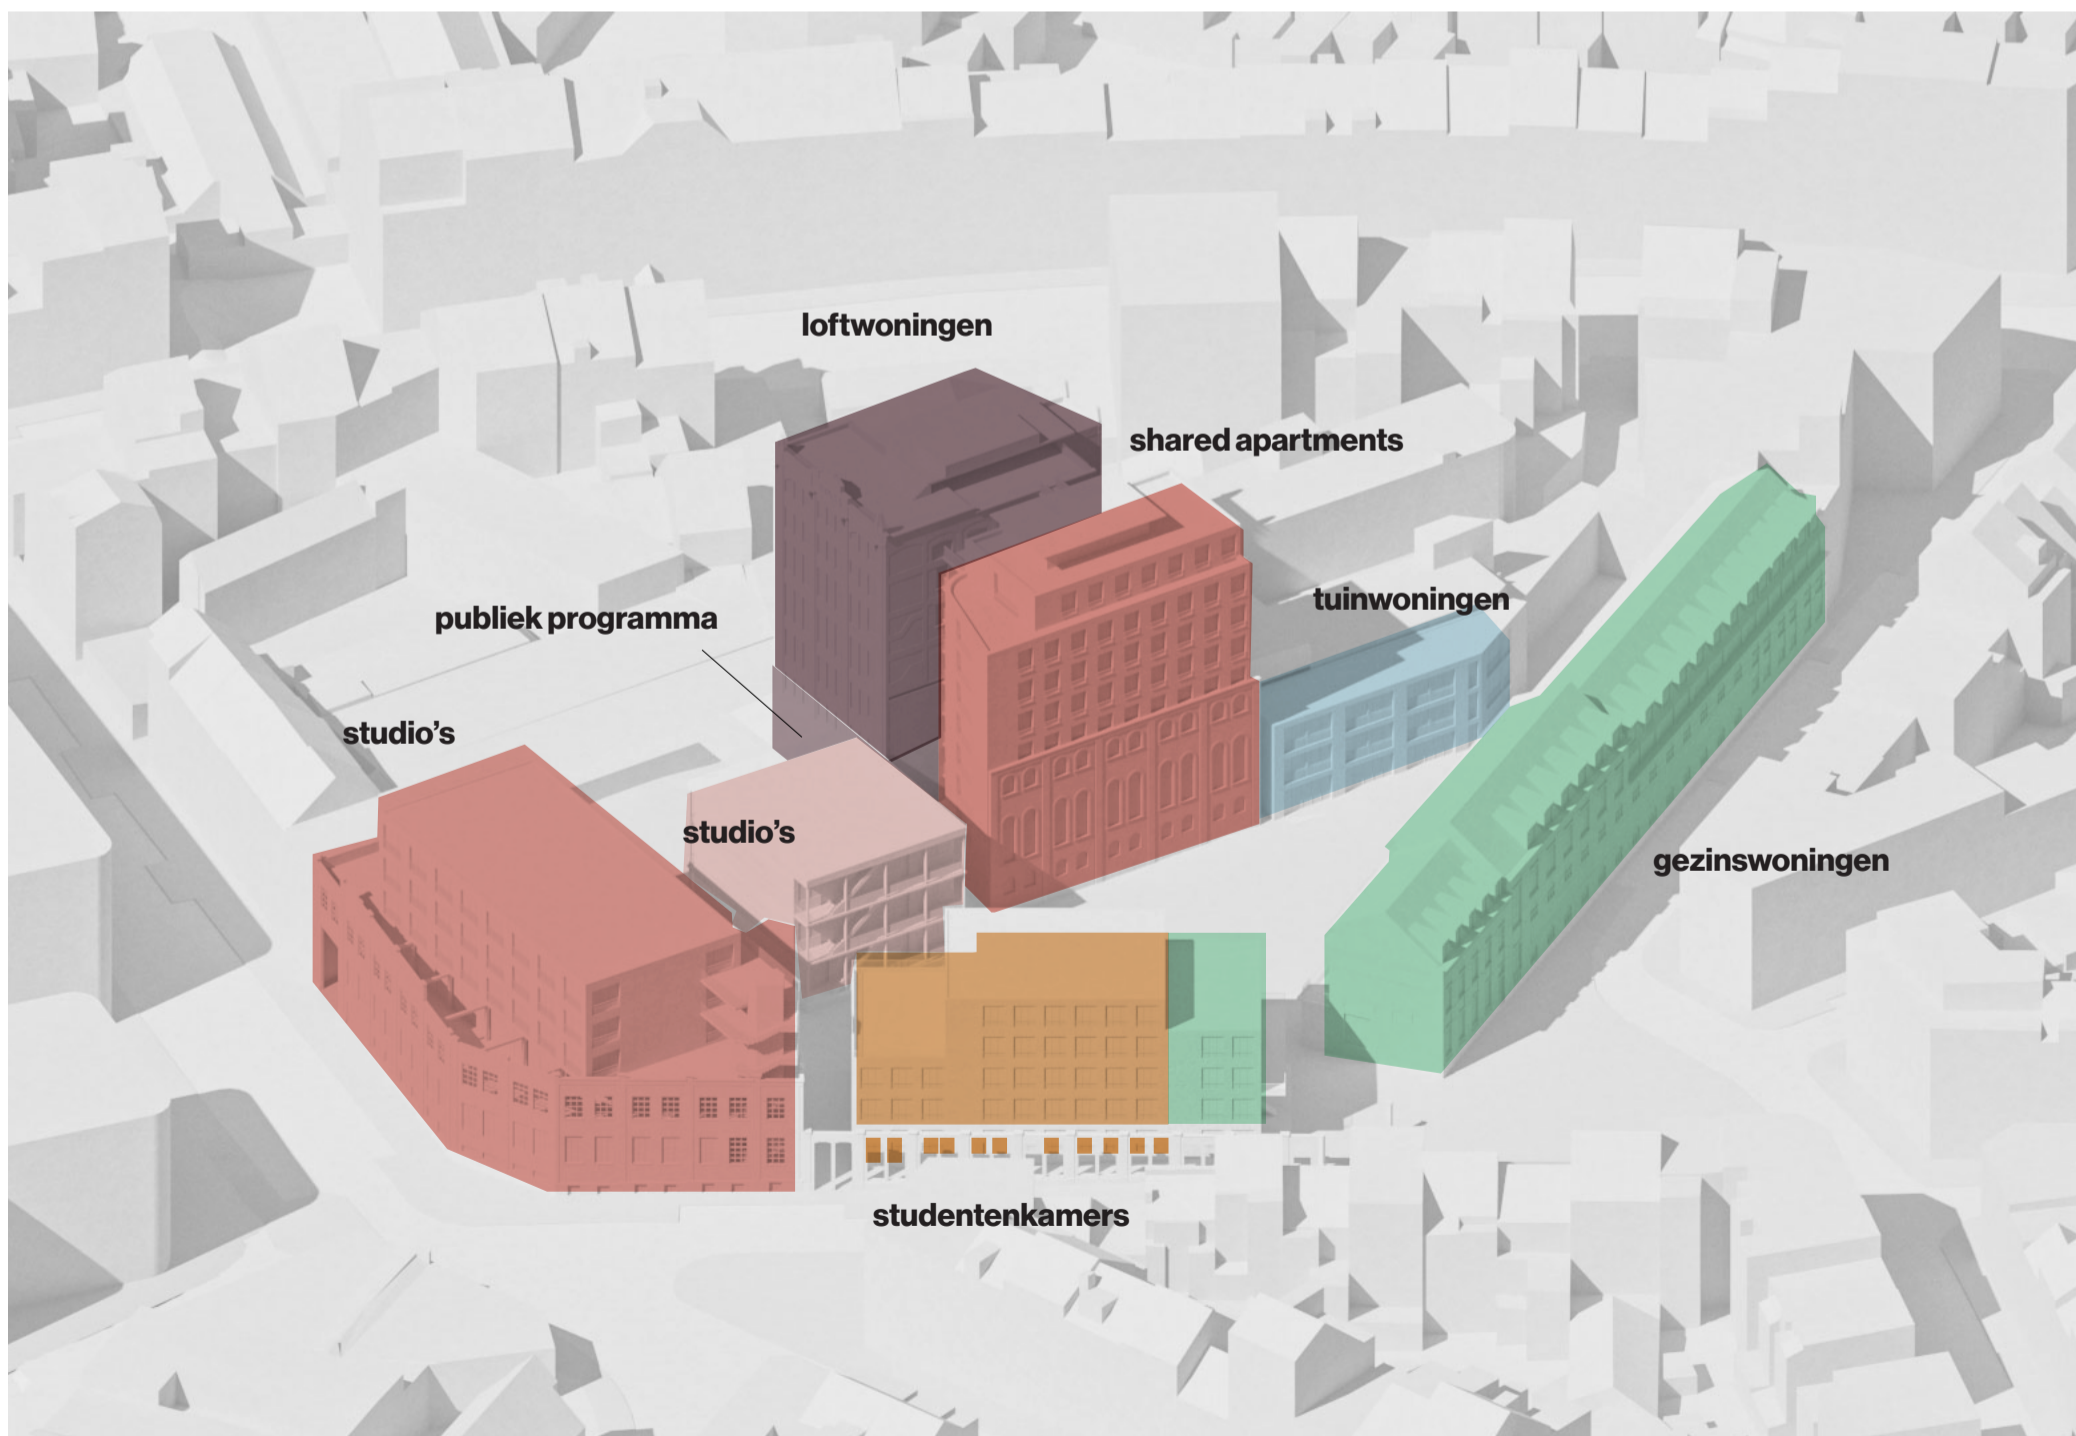 loftwoningen
shared apartments
tuinwoningen
publiek programma
studio's
studio's
gezinswoningen
studentenkamers